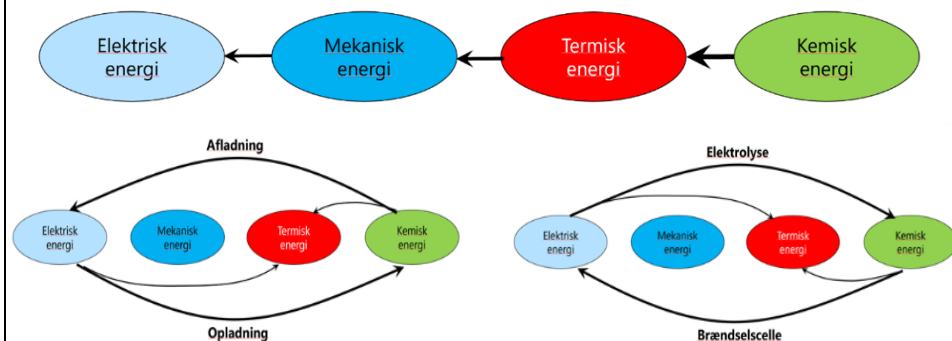 Elektrisk
energi
Mekanisk
energi
Termisk
energi
Kemisk
energi
Afladning
Elektrisk
energi
Mekanisk
energi
Termisk
energi
Kemisk
energi
Opladning
Elektrolyse
Elektrisk
energi
Mekanisk
energi
Termisk
energi
Kemisk
energi
Brændselscelle